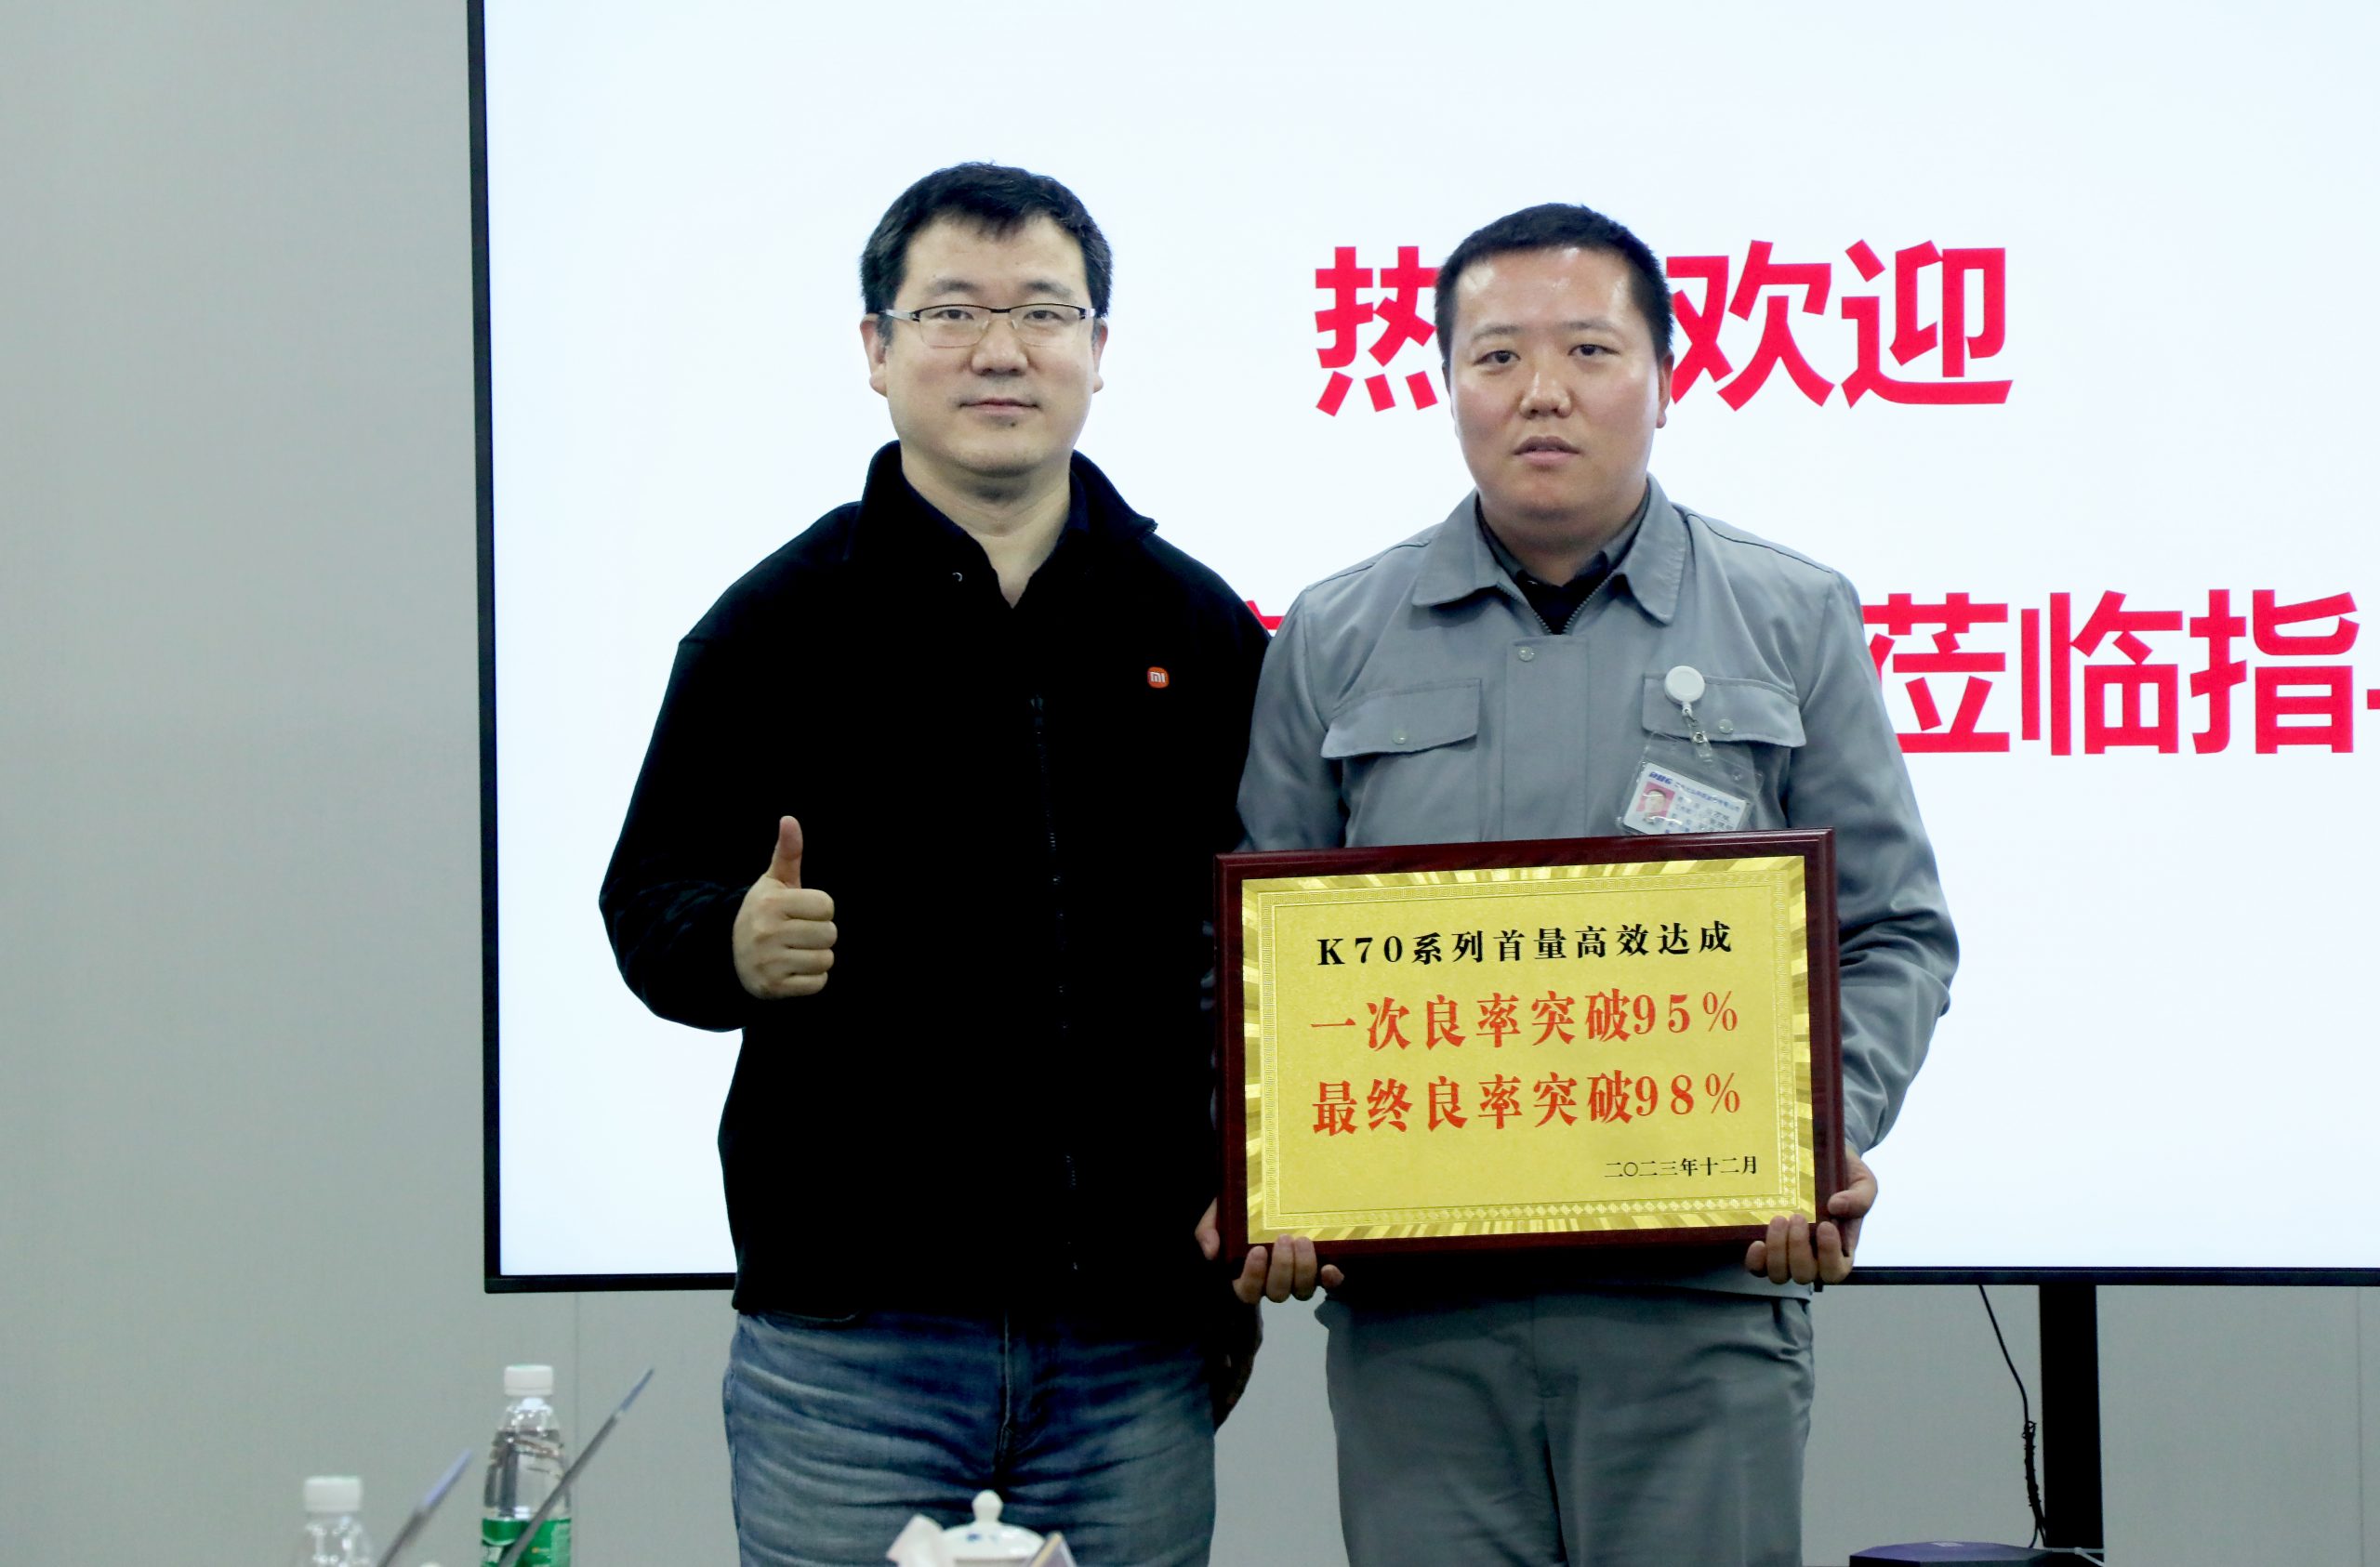 热 欢迎
莅临指
mi
K70系列首量高效达成
一次良率突破95%
最终良率突破98%
二〇二三年十二月